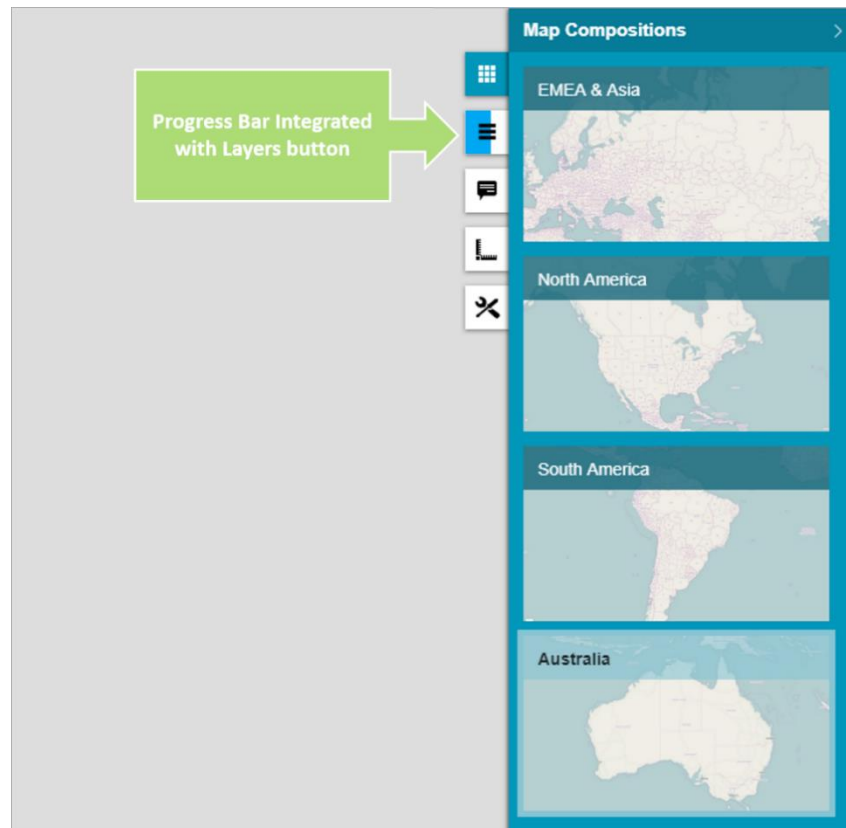 Map Compositions
EMEA & Asia
Progress Bar Integrated
with Layers button
North America
South America
Australia